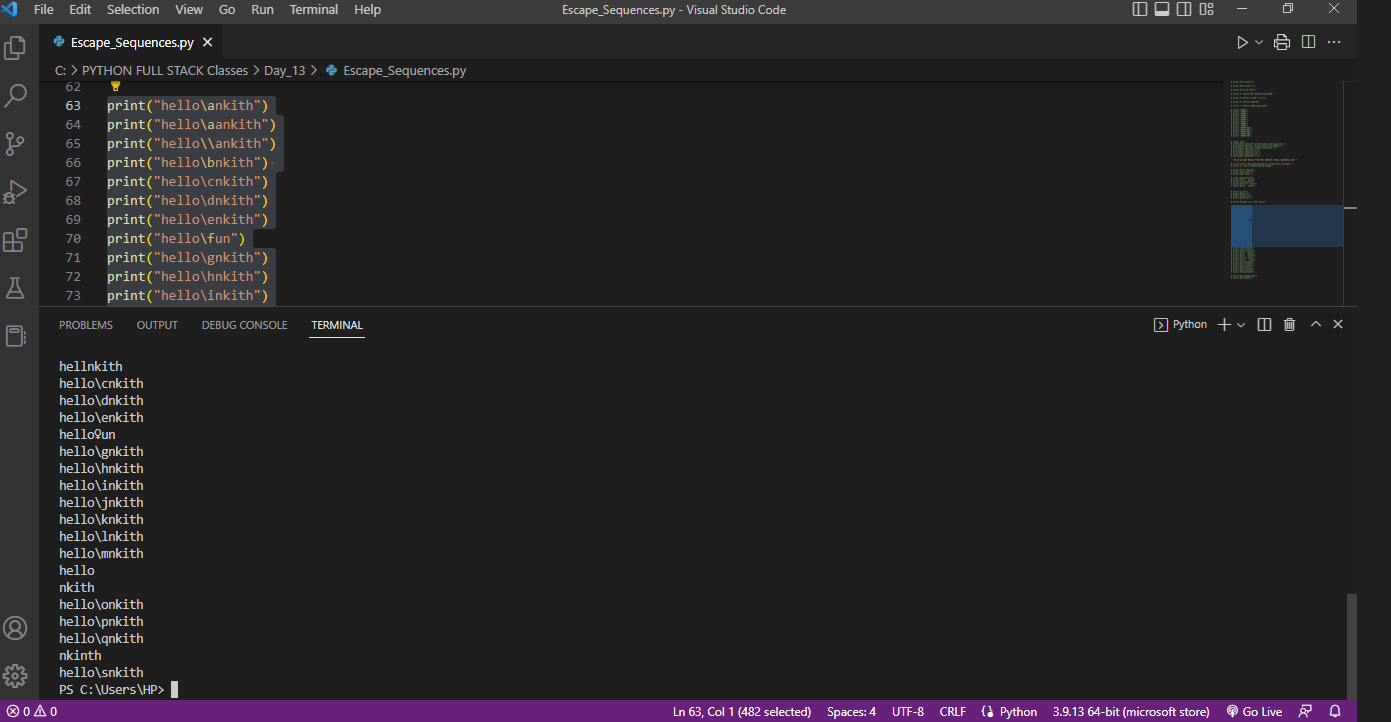 File Edit Selection View Go Run Terminal Help Escape_Sequences.py - Visual Studio Code
Escape_Sequences.py
C: > PYTHON FULL STACK Classes > Day_13 > Escape_Sequences.py
62
63 print("hello\ankith")
64 print("hello\aankith")
65 print("hello\\aankith")
66 print("hello\bnkith")
67 print("hello\cnkith")
68 print("hello\dnkith")
69 print("hello\enkith")
70 print("hello\fun")
71 print("hello\gnkith")
72 print("hello\hnkith")
73 print("hello\inkith")
PROBLEMS OUTPUT DEBUG CONSOLE TERMINAL Python
hellnkith
hello\cnkith
hello\dnkith
hello\enkith
hello♀un
hello\gnkith
hello\hnkith
hello\inkith
hello\jnkith
hello\knkith
hello\lnkith
hello\mnkith
hello
nkith
hello\onkith
hello\pnkith
hello\qnkith
nkinth
hello\snkith
PS C:\Users\HP>
0 0 Ln 63, Col 1 (482 selected) Spaces: 4 UTF-8 CRLF Python 3.9.13 64-bit (microsoft store) Go Live